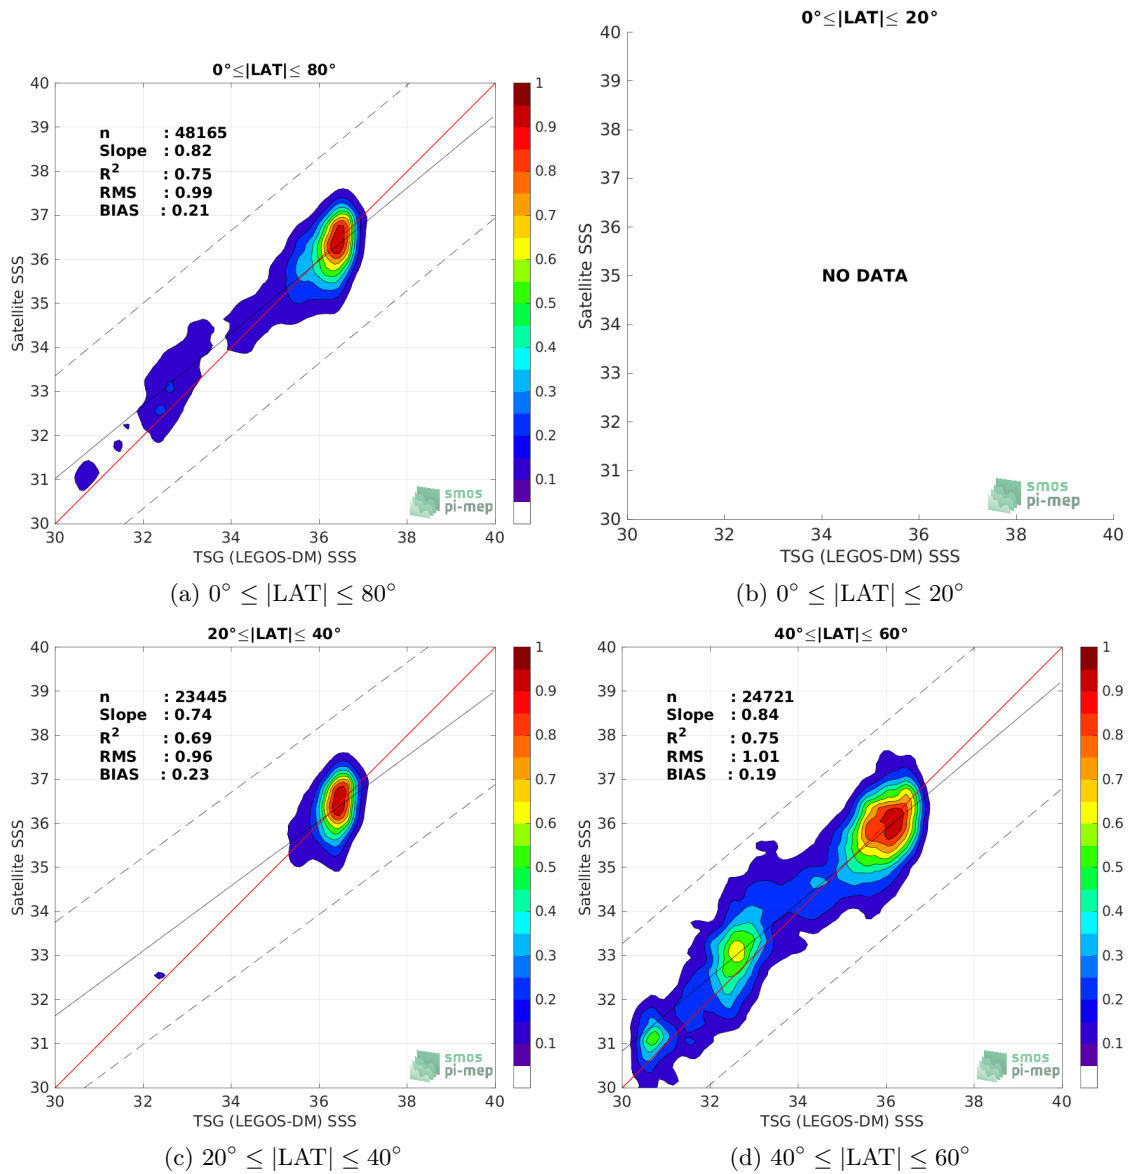 0°≤|LAT|≤ 80°
40
39
38
37
36
35
34
33
32
31
30
Satellite SSS
n : 48165
Slope : 0.82
R² : 0.75
RMS : 0.99
BIAS : 0.21
smos
pi-mep
30 32 34 36 38 40
TSG (LEGOS-DM) SSS
1
0.9
0.8
0.7
0.6
0.5
0.4
0.3
0.2
0.1
(a) 0° ≤ |LAT| ≤ 80°
0°≤|LAT|≤ 20°
40
39
38
37
36
35
34
33
32
31
30
Satellite SSS
NO DATA
smos
pi-mep
30 32 34 36 38 40
TSG (LEGOS-DM) SSS
(b) 0° ≤ |LAT| ≤ 20°
20°≤|LAT|≤ 40°
40
39
38
37
36
35
34
33
32
31
30
Satellite SSS
n : 23445
Slope : 0.74
R² : 0.69
RMS : 0.96
BIAS : 0.23
smos
pi-mep
30 32 34 36 38 40
TSG (LEGOS-DM) SSS
1
0.9
0.8
0.7
0.6
0.5
0.4
0.3
0.2
0.1
(c) 20° ≤ |LAT| ≤ 40°
40°≤|LAT|≤ 60°
40
39
38
37
36
35
34
33
32
31
30
Satellite SSS
n : 24721
Slope : 0.84
R² : 0.75
RMS : 1.01
BIAS : 0.19
smos
pi-mep
30 32 34 36 38 40
TSG (LEGOS-DM) SSS
1
0.9
0.8
0.7
0.6
0.5
0.4
0.3
0.2
0.1
(d) 40° ≤ |LAT| ≤ 60°